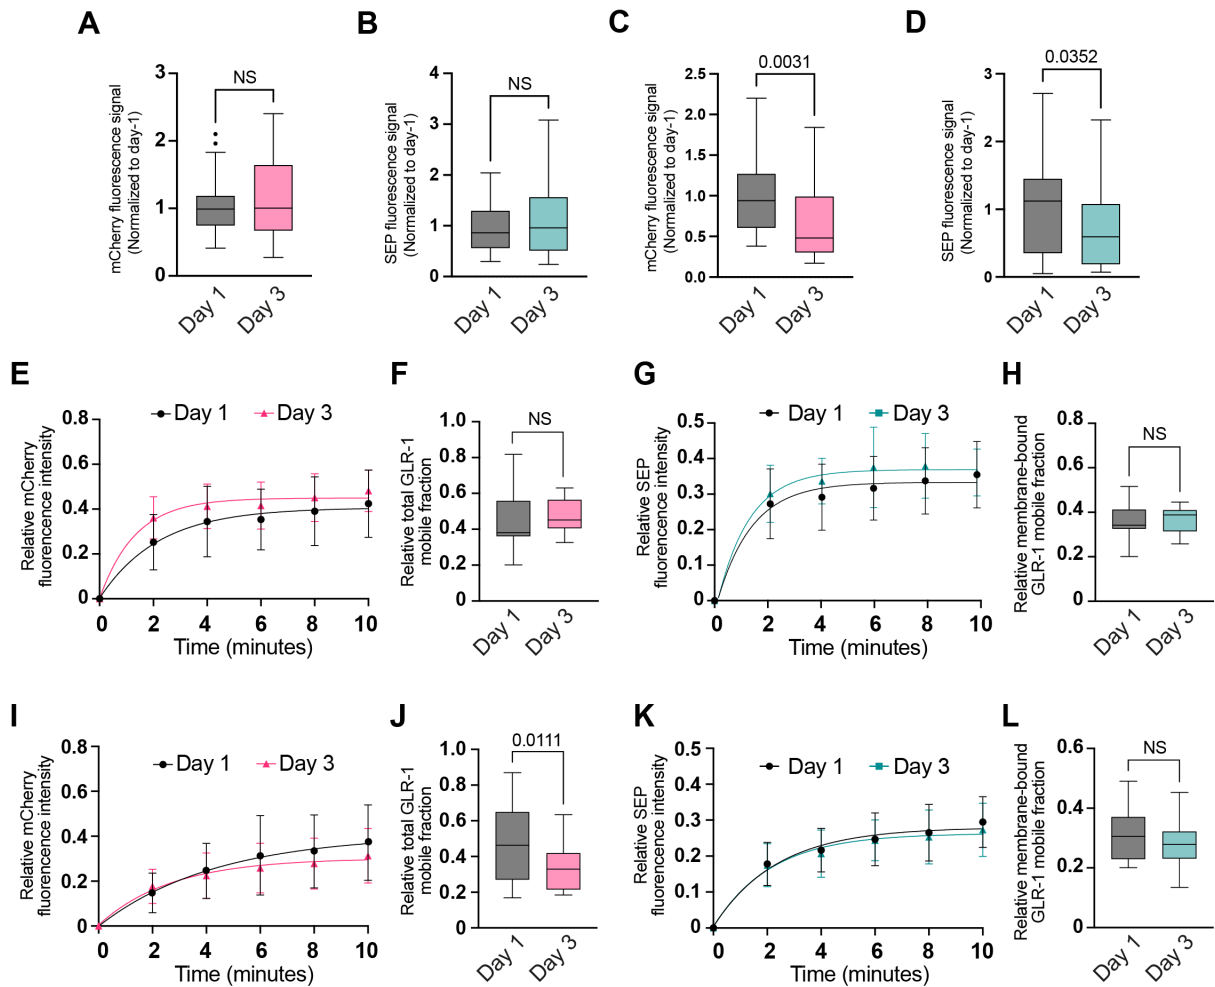 A
mCherry fluorescence signal
(Normalized to day-1)
3
2
1
0
NS
Day 1
Day 3
B
SEP fluorescence signal
(Normalized to day-1)
4
3
2
1
0
NS
Day 1
Day 3
C
mCherry fluorescence signal
(Normalized to day-1)
2.5
2.0
1.5
1.0
0.5
0.0
0.0031
Day 1
Day 3
D
SEP fluorescence signal
(Normalized to day-1)
3
2
1
0
0.0352
Day 1
Day 3
E
Relative mCherry
fluorence intensity
0.8
0.6
0.4
0.2
0
Day 1
Day 3
0
2
4
6
8
10
Time (minutes)
F
Relative total GLR-1
mobile fraction
1.0
0.8
0.6
0.4
0.2
0
NS
Day 1
Day 3
G
Relative SEP
fluorence intensity
0.5
0.4
0.3
0.2
0.1
0
Day 1
Day 3
0
2
4
6
8
10
Time (minutes)
H
Relative membrane-bound
GLR-1 mobile fraction
0.8
0.6
0.4
0.2
0
NS
Day 1
Day 3
I
Relative mCherry
fluorencence intensity
0.8
0.6
0.4
0.2
0
Day 1
Day 3
0
2
4
6
8
10
Time (minutes)
J
Relative total GLR-1
mobile fraction
1.0
0.8
0.6
0.4
0.2
0
0.0111
Day 1
Day 3
K
Relative SEP
fluorencence intensity
0.5
0.4
0.3
0.2
0.1
0
Day 1
Day 3
0
2
4
6
8
10
Time (minutes)
L
Relative membrane-bound
GLR-1 mobile fraction
0.6
0.4
0.2
0
NS
Day 1
Day 3